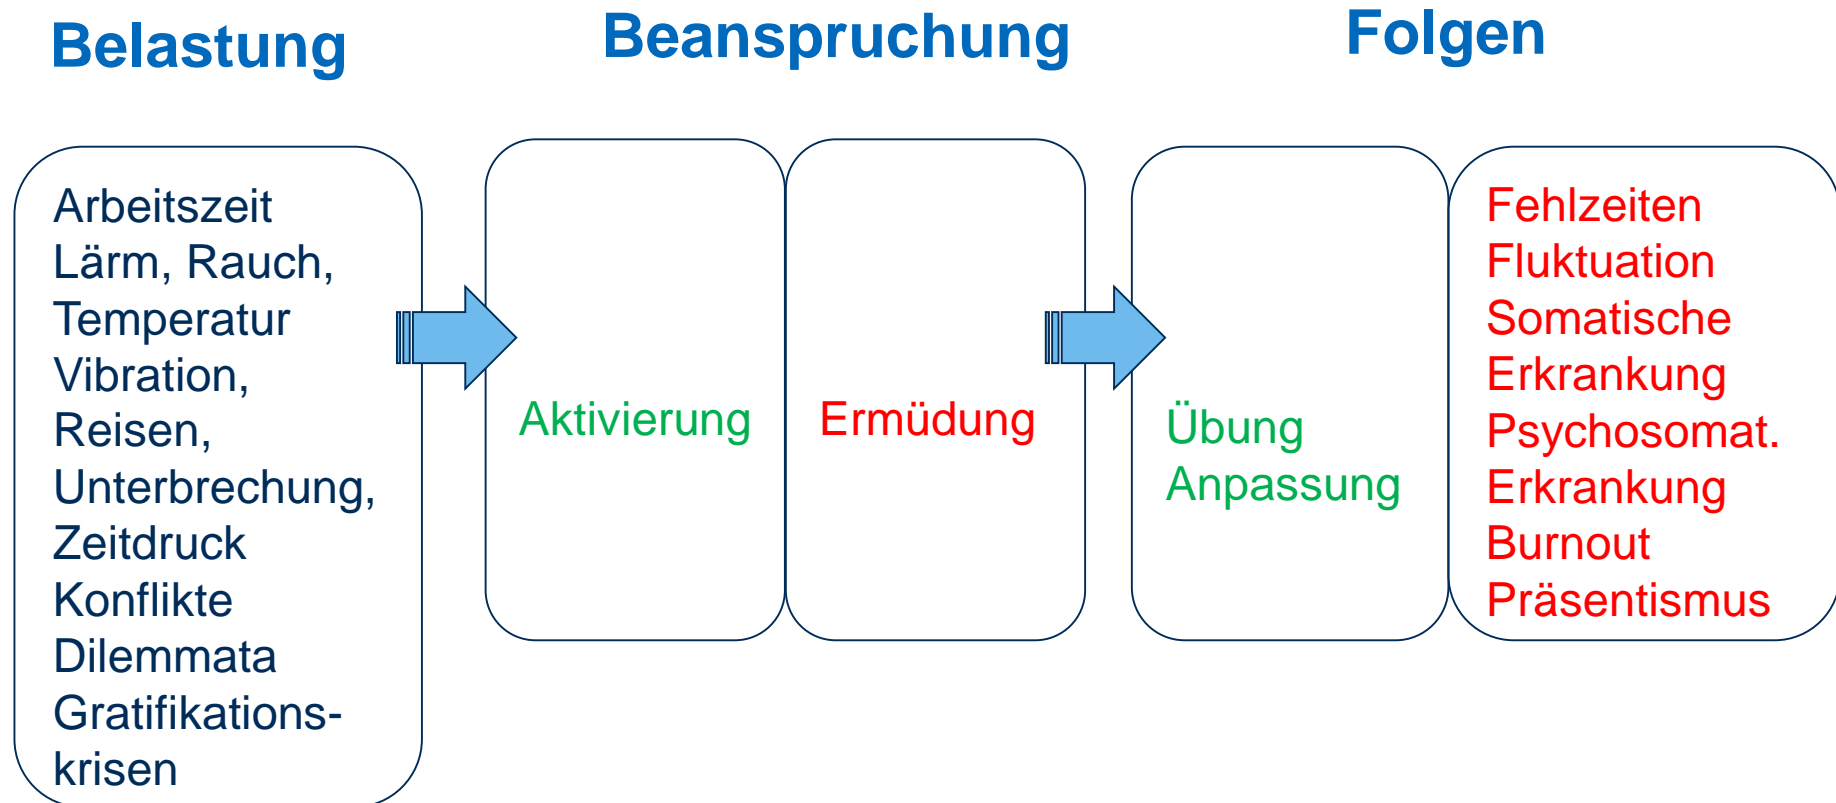 Belastung
Beanspruchung
Folgen
Arbeitszeit
Lärm, Rauch,
Temperatur
Vibration,
Reisen,
Unterbrechung,
Zeitdruck
Konflikte
Dilemmata
Gratifikations-
krisen
Aktivierung
Ermüdung
Übung
Anpassung
Fehlzeiten
Fluktuation
Somatische
Erkrankung
Psychosomat.
Erkrankung
Burnout
Präsentismus